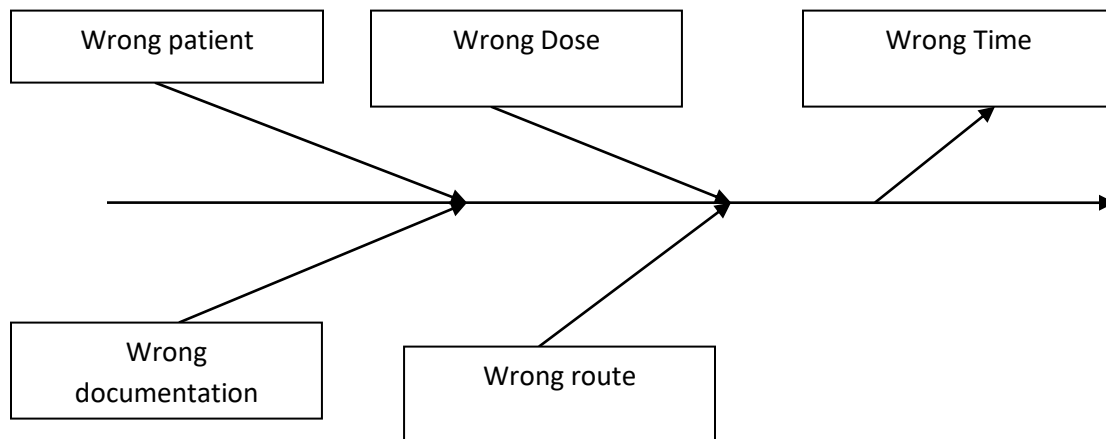 Wrong patient
Wrong Dose
Wrong Time
Wrong
documentation
Wrong route